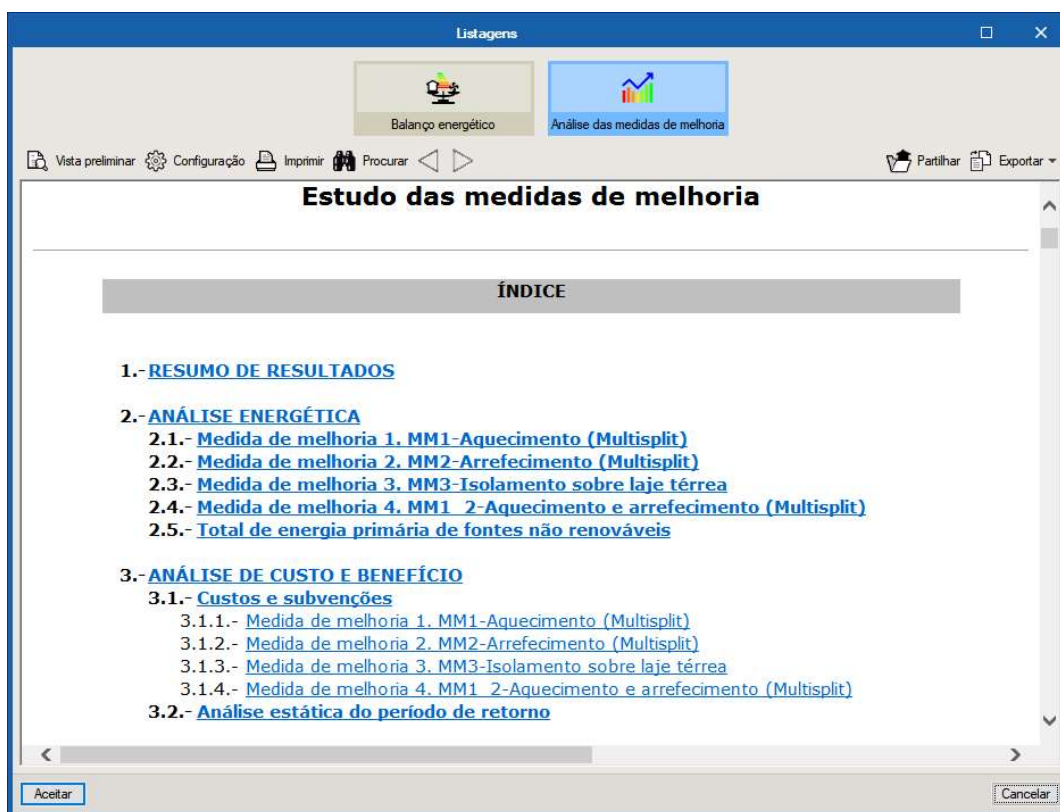 Listagens
Balanço energético
Análise das medidas de melhoria
Vista preliminar Configuração Imprimir Procurar Partilhar Exportar
Estudo das medidas de melhoria
ÍNDICE
1.- RESUMO DE RESULTADOS
2.- ANÁLISE ENERGÉTICA
2.1.- Medida de melhoria 1. MM1-Aquecimento (Multisplit)
2.2.- Medida de melhoria 2. MM2-Arrefecimento (Multisplit)
2.3.- Medida de melhoria 3. MM3-Isolamento sobre laje térrea
2.4.- Medida de melhoria 4. MM1_2-Aquecimento e arrefecimento (Multisplit)
2.5.- Total de energia primária de fontes não renováveis
3.- ANÁLISE DE CUSTO E BENEFÍCIO
3.1.- Custos e subvenções
3.1.1.- Medida de melhoria 1. MM1-Aquecimento (Multisplit)
3.1.2.- Medida de melhoria 2. MM2-Arrefecimento (Multisplit)
3.1.3.- Medida de melhoria 3. MM3-Isolamento sobre laje térrea
3.1.4.- Medida de melhoria 4. MM1_2-Aquecimento e arrefecimento (Multisplit)
3.2.- Análise estática do período de retorno
Aceitar
Cancelar